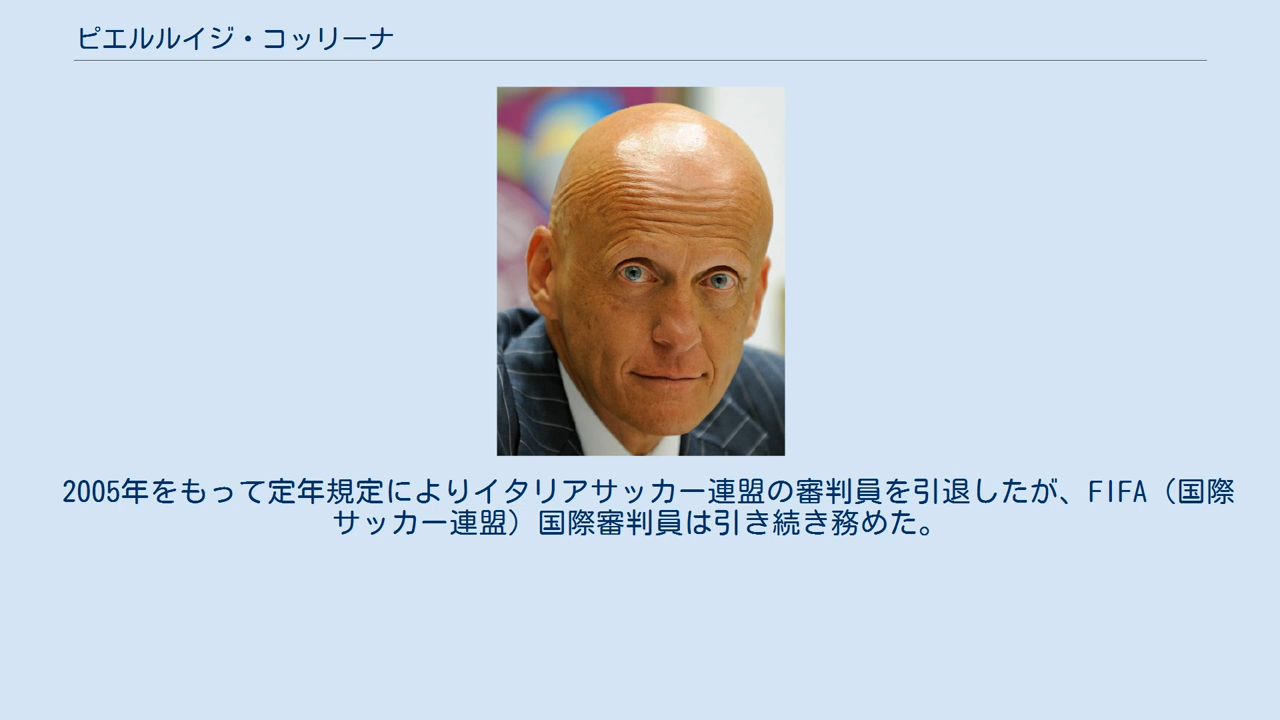 ピエルルイジ・コッリーナ
2005年をもって定年規定によりイタリアサッカー連盟の審判員を引退したが、FIFA（国際
サッカー連盟）国際審判員は引き続き務めた。